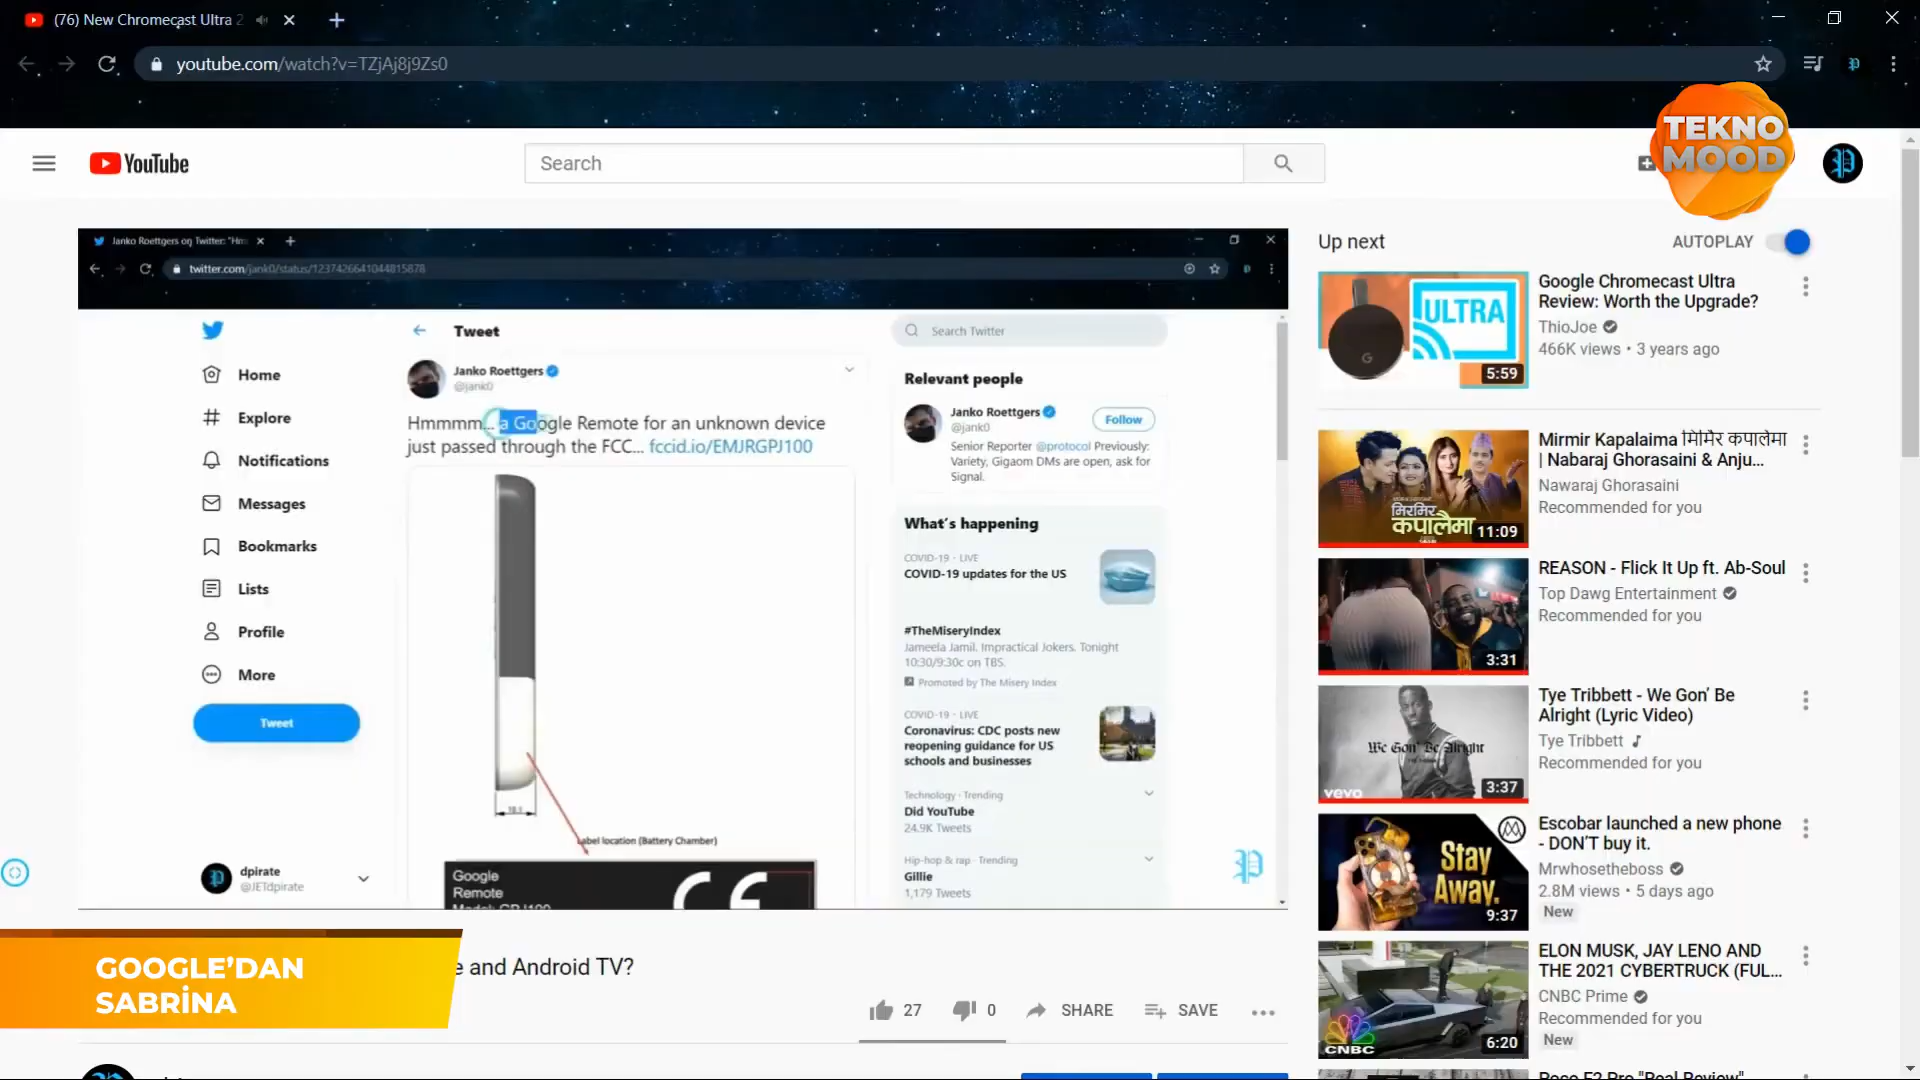 (76) New Chromecast Ultra 2
youtube.com/watch?v=TZjAj8j9Zs0
TEKNO
MOOD
YouTube
Search
Janko Roettgers on Twitter: "Hm
twitter.com/jank0/status/1237426641044815878
Home
Explore
Notifications
Messages
Bookmarks
Lists
Profile
More
Tweet
dpirate
@JETdpirate
Tweet
Janko Roettgers
@jank0
Hmmmm... a Google Remote for an unknown device
just passed through the FCC... fccid.io/EMJRGPJ100
Label location (Battery Chamber)
Google
Remote
CE
Search Twitter
Relevant people
Janko Roettgers
@jank0
Follow
Senior Reporter @protocol Previously:
Variety, Gigaom DMs are open, ask for
Signal.
What's happening
COVID-19 · LIVE
COVID-19 updates for the US
#TheMiseryIndex
Jameela Jamil. Impractical Jokers. Tonight
10:30/9:30c on TBS.
Promoted by The Misery Index
COVID-19 · LIVE
Coronavirus: CDC posts new
reopening guidance for US
schools and businesses
Technology · Trending
Did YouTube
24.9K Tweets
Hip-hop & rap · Trending
Gillie
1,179 Tweets
e and Android TV?
27
0
SHARE
SAVE
GOOGLE'DAN
SABRİNA
Up next
AUTOPLAY
ULTRA
5:59
Google Chromecast Ultra
Review: Worth the Upgrade?
ThioJoe
466K views • 3 years ago
मिरमिर
कपालैमा
11:09
Mirmir Kapalaima मिर्मिर कपालैमा
| Nabaraj Ghorasaini & Anju...
Nawaraj Ghorasaini
Recommended for you
3:31
REASON - Flick It Up ft. Ab-Soul
Top Dawg Entertainment
Recommended for you
We Gon' Be Alright
vevo
3:37
Tye Tribbett - We Gon' Be
Alright (Lyric Video)
Tye Tribbett
Recommended for you
Stay
Away.
9:37
Escobar launched a new phone
- DON'T buy it.
Mrwhosetheboss
2.8M views • 5 days ago
New
CNBC
6:20
ELON MUSK, JAY LENO AND
THE 2021 CYBERTRUCK (FUL...
CNBC Prime
Recommended for you
New